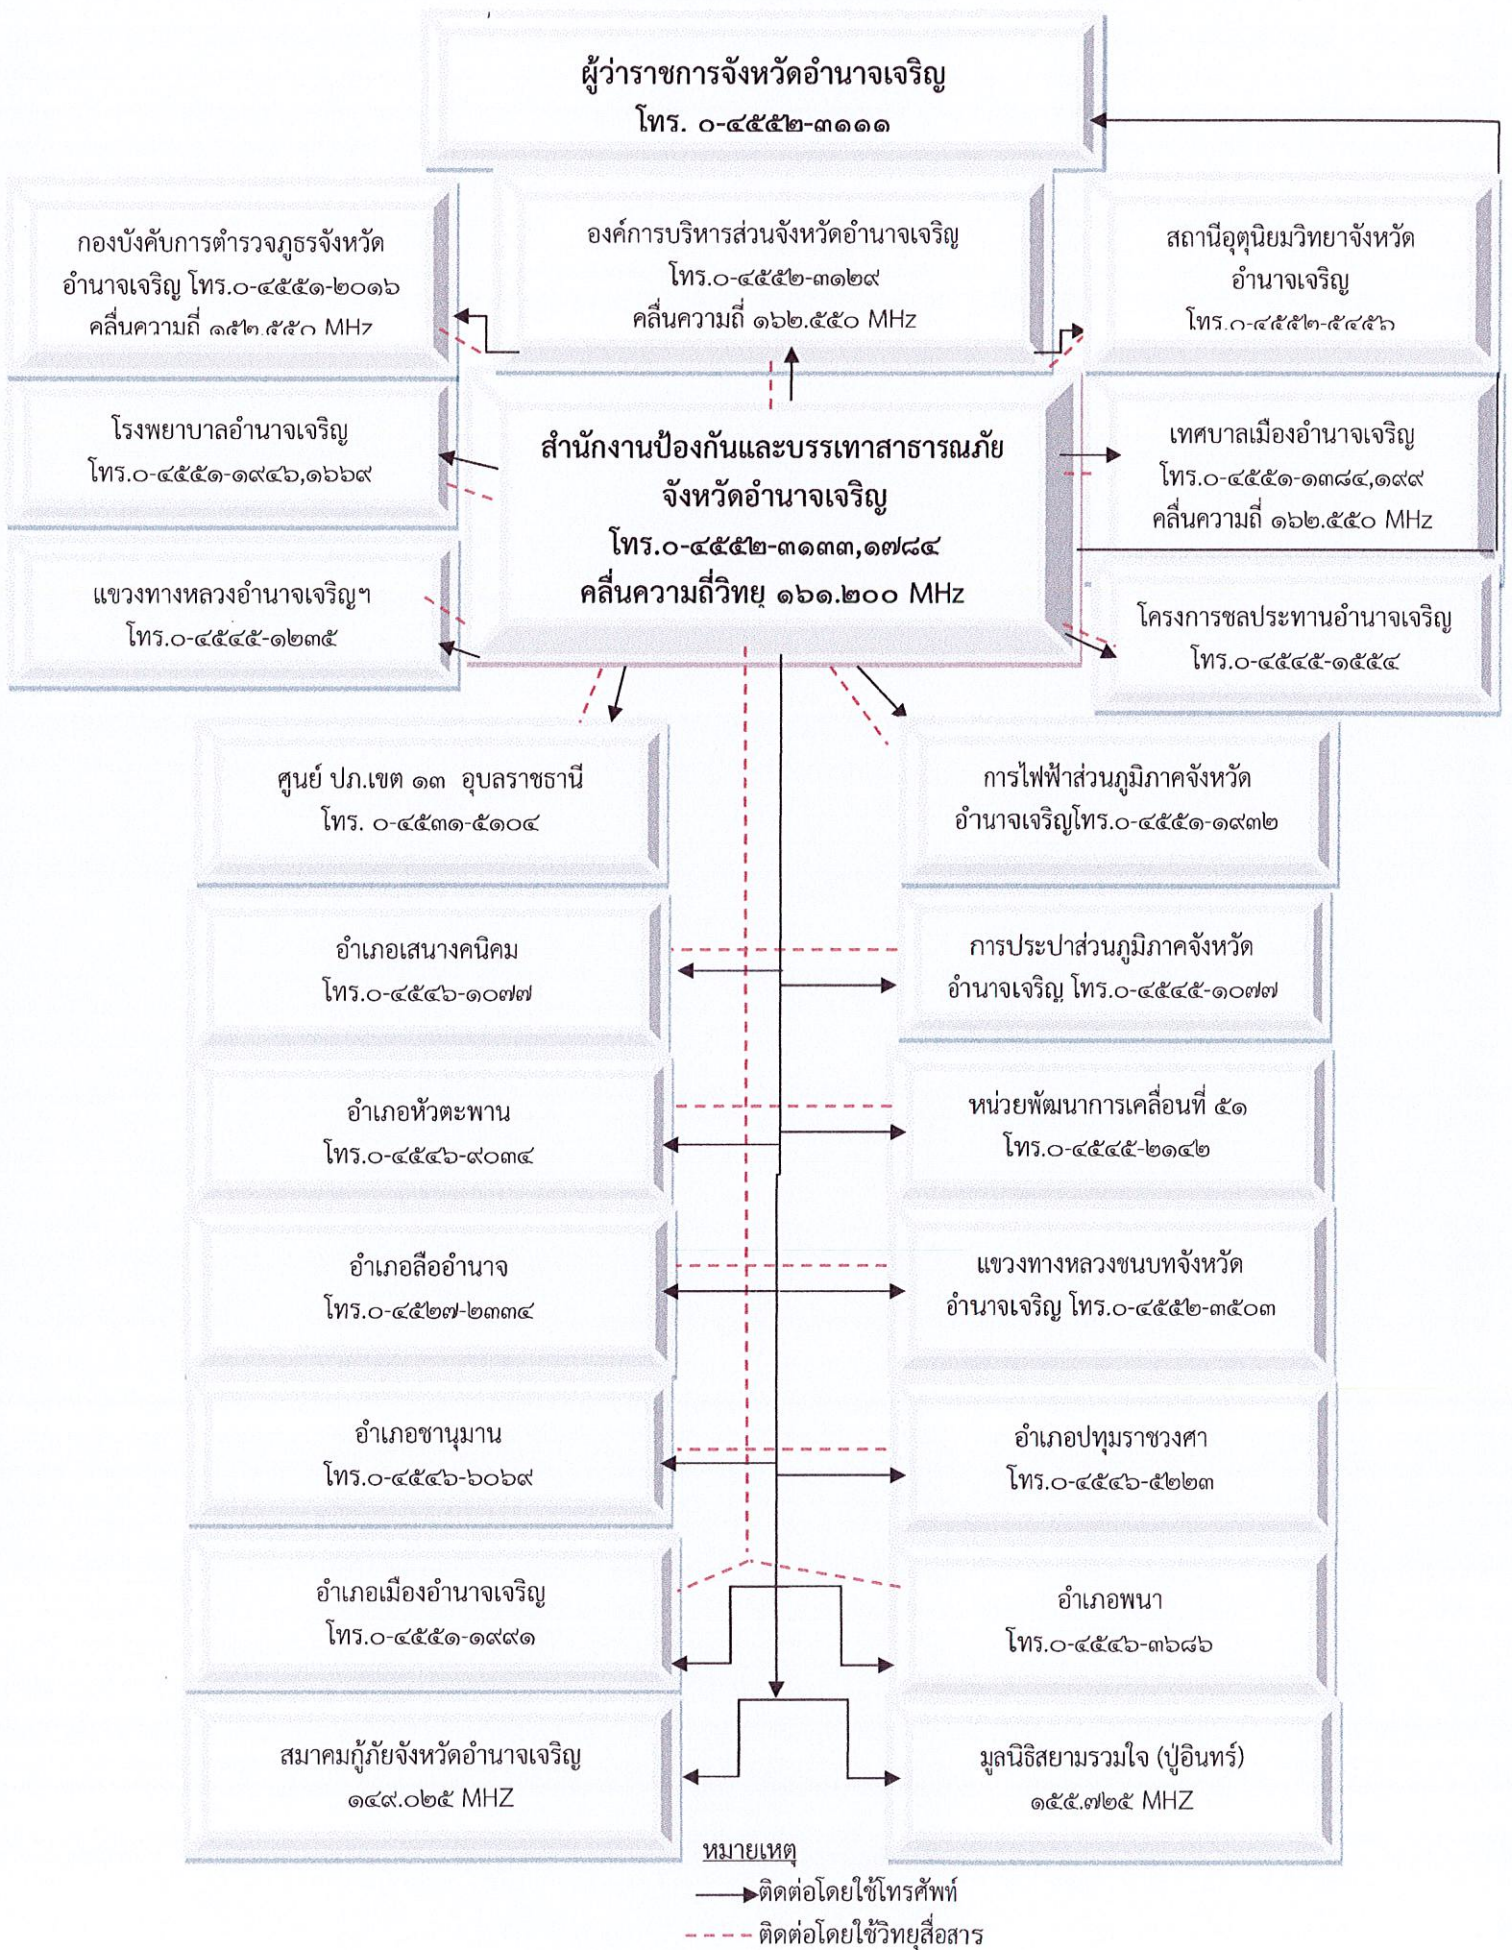 ผู้ว่าราชการจังหวัดอำนาจเจริญ
โทร. ๐-๔๕๕๒-๓๑๑๑
กองบังคับการตำรวจภูธรจังหวัด
อำนาจเจริญ โทร.๐-๔๕๕๑-๒๐๑๖
คลื่นความถี่ ๑๕๒.๕๕๐ MHz
องค์การบริหารส่วนจังหวัดอำนาจเจริญ
โทร.๐-๔๕๕๒-๓๑๒๙
คลื่นความถี่ ๑๖๒.๕๕๐ MHz
สถานีอุตุนิยมวิทยาจังหวัด
อำนาจเจริญ
โทร.๐-๔๕๕๒-๕๔๕๖
โรงพยาบาลอำนาจเจริญ
โทร.๐-๔๕๕๑-๑๙๔๖,๑๖๖๙
สำนักงานป้องกันและบรรเทาสาธารณภัย
จังหวัดอำนาจเจริญ
โทร.๐-๔๕๕๒-๓๑๓๓,๑๗๘๔
คลื่นความถี่วิทยุ ๑๖๑.๒๐๐ MHz
เทศบาลเมืองอำนาจเจริญ
โทร.๐-๔๕๕๑-๑๓๘๔,๑๙๙
คลื่นความถี่ ๑๖๒.๕๕๐ MHz
แขวงทางหลวงอำนาจเจริญฯ
โทร.๐-๔๕๔๕-๑๒๓๕
โครงการชลประทานอำนาจเจริญ
โทร.๐-๔๕๔๕-๑๕๕๔
ศูนย์ ปภ.เขต ๑๓ อุบลราชธานี
โทร. ๐-๔๕๓๑-๕๑๐๔
การไฟฟ้าส่วนภูมิภาคจังหวัด
อำนาจเจริญโทร.๐-๔๕๕๑-๑๙๓๒
อำเภอเสนางคนิคม
โทร.๐-๔๕๔๖-๑๐๗๗
การประปาส่วนภูมิภาคจังหวัด
อำนาจเจริญ โทร.๐-๔๕๔๕-๑๐๗๗
อำเภอหัวตะพาน
โทร.๐-๔๕๔๖-๙๐๓๔
หน่วยพัฒนาการเคลื่อนที่ ๕๑
โทร.๐-๔๕๔๕-๒๑๔๒
อำเภอลืออำนาจ
โทร.๐-๔๕๒๗-๒๓๓๔
แขวงทางหลวงชนบทจังหวัด
อำนาจเจริญ โทร.๐-๔๕๕๒-๓๕๐๓
อำเภอชานุมาน
โทร.๐-๔๕๔๖-๖๐๖๙
อำเภอปทุมราชวงศา
โทร.๐-๔๕๔๖-๕๒๒๓
อำเภอเมืองอำนาจเจริญ
โทร.๐-๔๕๕๑-๑๙๙๑
อำเภอพนา
โทร.๐-๔๕๔๖-๓๖๘๖
สมาคมกู้ภัยจังหวัดอำนาจเจริญ
๑๔๙.๐๒๕ MHZ
มูลนิธิสยามรวมใจ (ปู่อินทร์)
๑๕๕.๗๒๕ MHZ
หมายเหตุ
ติดต่อโดยใช้โทรศัพท์
ติดต่อโดยใช้วิทยุสื่อสาร